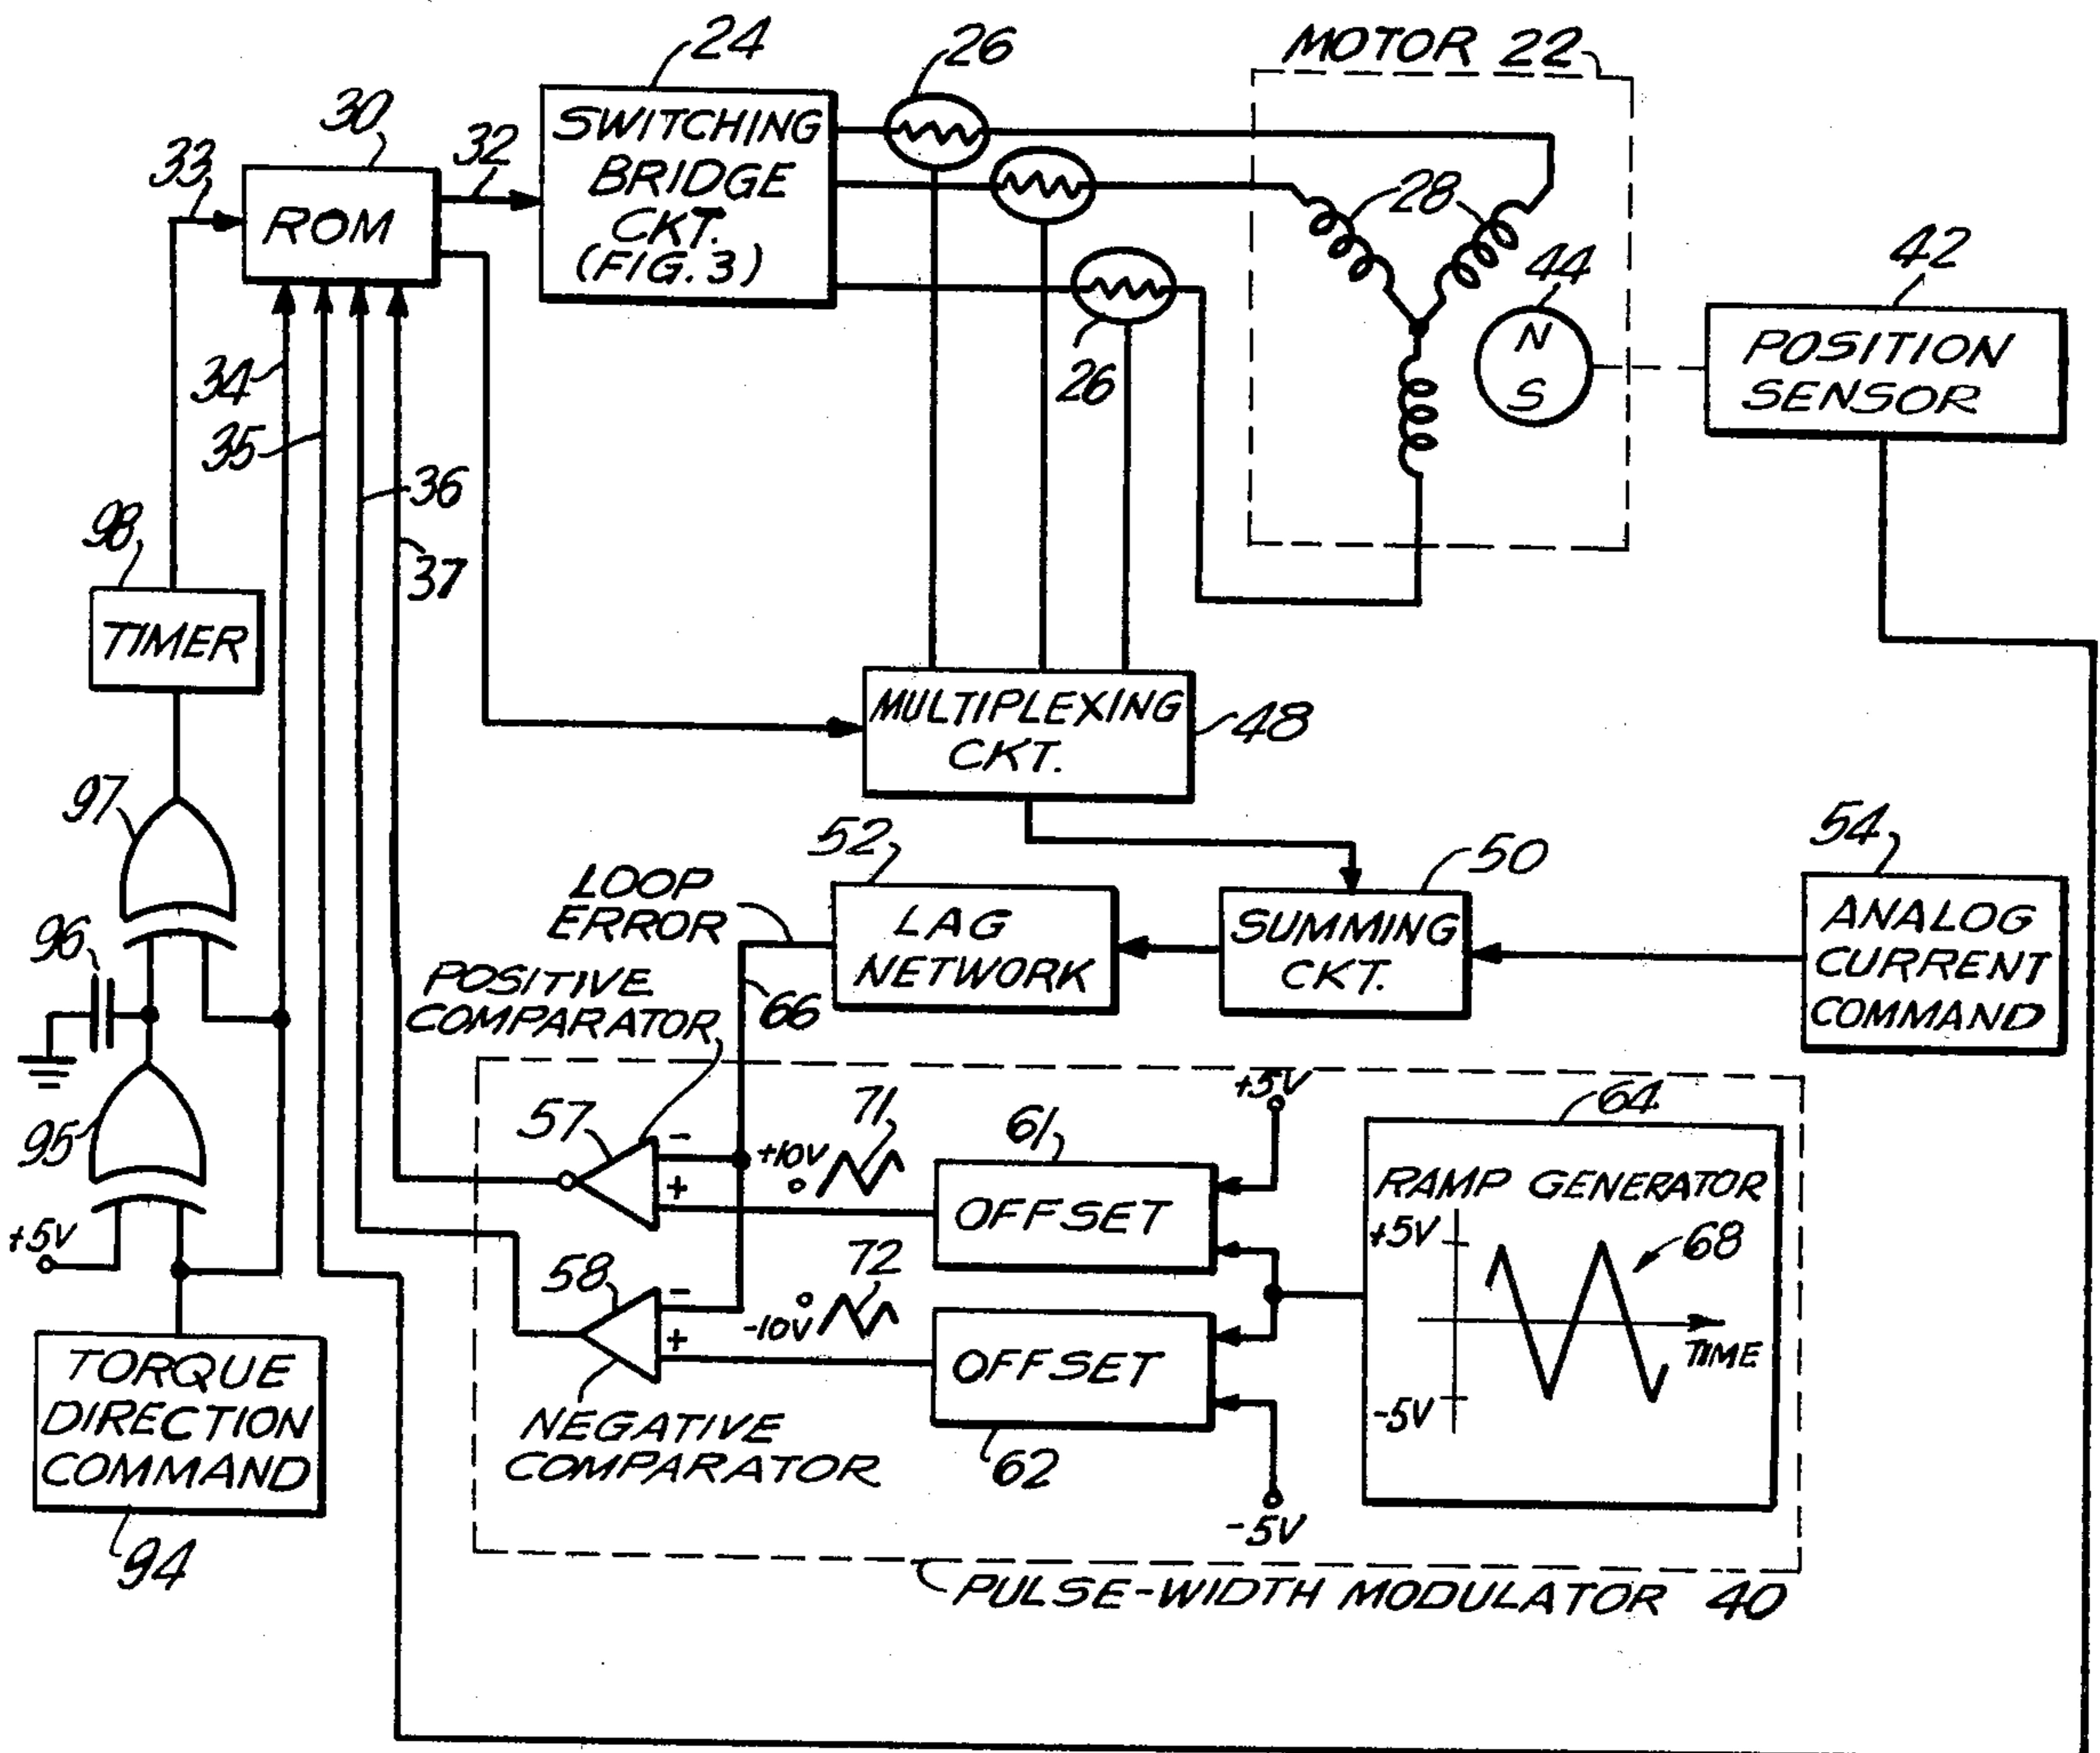 24
26
MOTOR 22
30
32
33
SWITCHING
BRIDGE
CKT.
(FIG. 3)
ROM
28
44
42
N
S
POSITION
SENSOR
26
34
35
36
37
98
TIMER
MULTIPLEXING
CKT.
48
97
52
50
54
LOOP
ERROR
LAG
NETWORK
SUMMING
CKT.
ANALOG
CURRENT
COMMAND
96
POSITIVE
COMPARATOR
66
95
57
-
+
+10V
71
61
+5V
64
OFFSET
RAMP GENERATOR
+5V
68
TIME
-5V
+5V
58
-
+
-10V
72
OFFSET
62
-5V
NEGATIVE
COMPARATOR
TORQUE
DIRECTION
COMMAND
94
PULSE-WIDTH MODULATOR 40